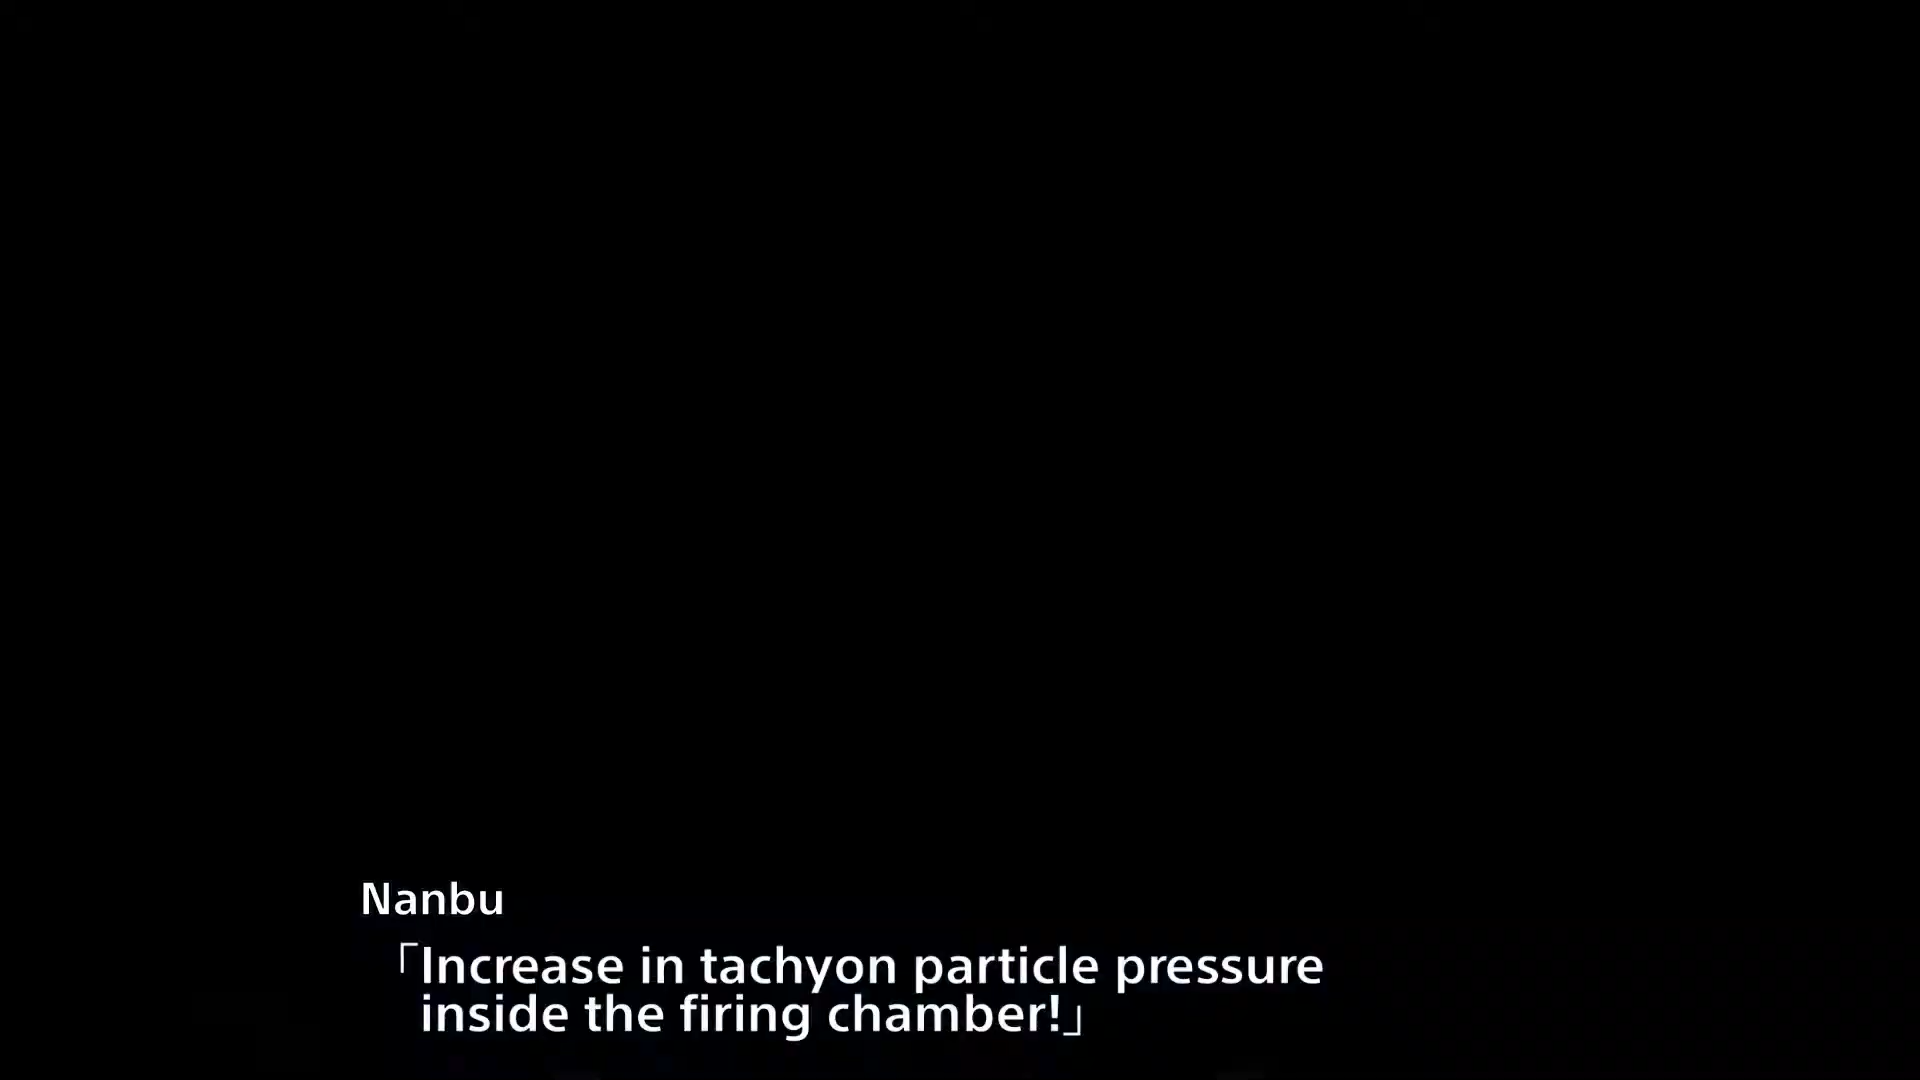 Nanbu
「Increase in tachyon particle pressure
inside the firing chamber!」